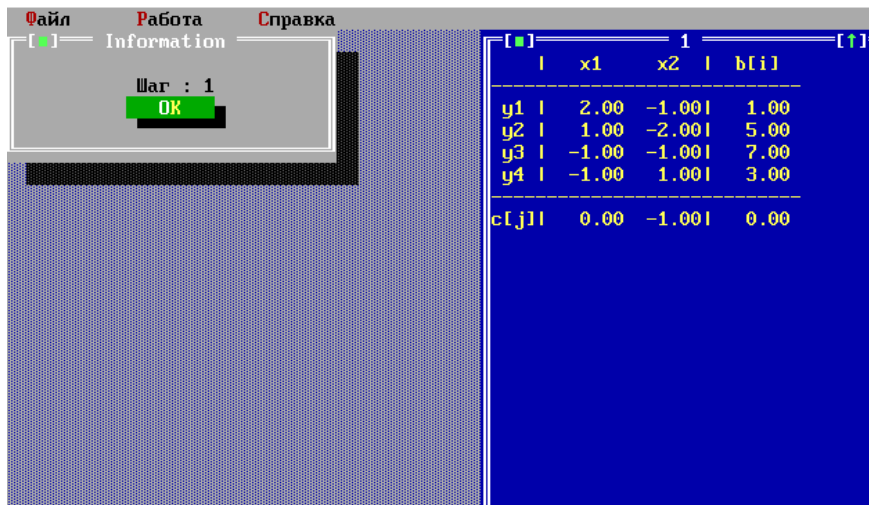 Файл Работа Справка
[■] Information
Шаг : 1
OK
[■] 1 [↑]
| x1 x2 | b[i]
y1 | 2.00 -1.00| 1.00
y2 | 1.00 -2.00| 5.00
y3 | -1.00 -1.00| 7.00
y4 | -1.00 1.00| 3.00
c[j]| 0.00 -1.00| 0.00